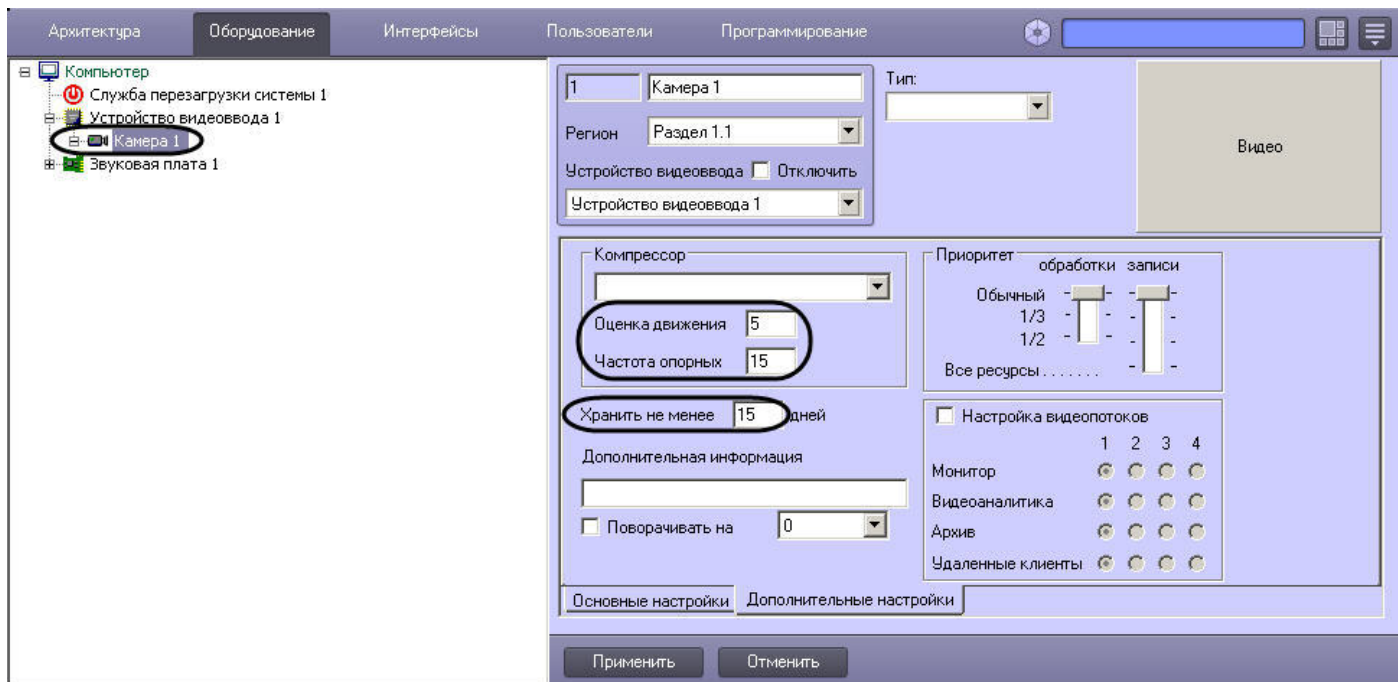 Архитектура Оборудование Интерфейсы Пользователи Программирование
Компьютер
Служба перезагрузки системы 1
Устройство видеоввода 1
Камера 1
Звуковая плата 1
1 Камера 1
Тип:
Регион Раздел 1.1
Устройство видеоввода Отключить
Устройство видеоввода 1
Видео
Компрессор
Оценка движения 5
Частота опорных 15
Хранить не менее 15 дней
Дополнительная информация
Поворачивать на 0
Приоритет
обработки записи
Обычный
1/3
1/2
Все ресурсы.......
Настройка видеопотоков
1 2 3 4
Монитор
Видеоаналитика
Архив
Удаленные клиенты
Основные настройки Дополнительные настройки
Применить Отменить